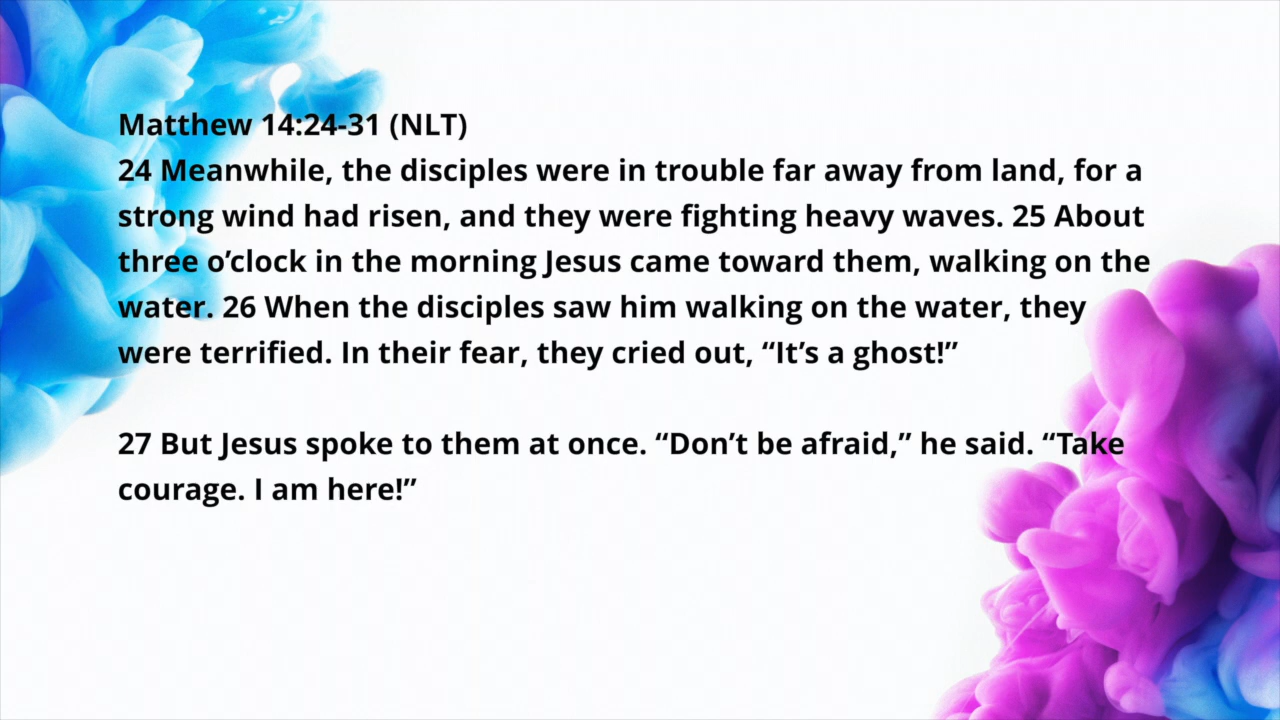 Matthew 14:24-31 (NLT)
24 Meanwhile, the disciples were in trouble far away from land, for a
strong wind had risen, and they were fighting heavy waves. 25 About
three o’clock in the morning Jesus came toward them, walking on the
water. 26 When the disciples saw him walking on the water, they
were terrified. In their fear, they cried out, “It’s a ghost!”
27 But Jesus spoke to them at once. “Don’t be afraid,” he said. “Take
courage. I am here!”